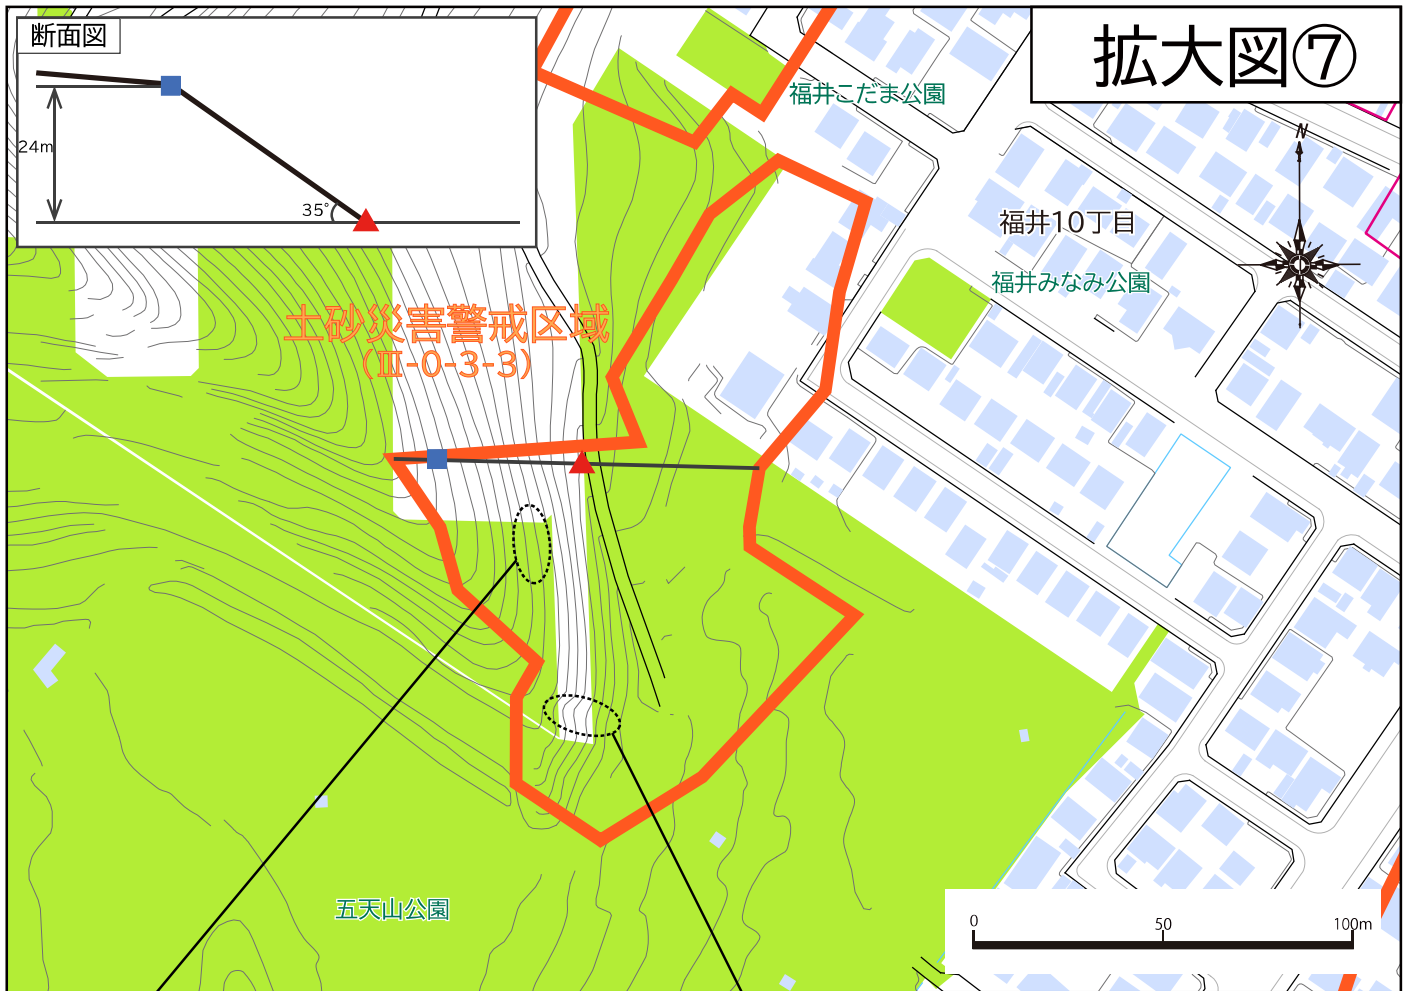 断面図
24m
35°
拡大図⑦
福井こだま公園
N
福井10丁目
福井みなみ公園
土砂災害警戒区域
(Ⅱ-0-3-3)
五天山公園
0 50 100m